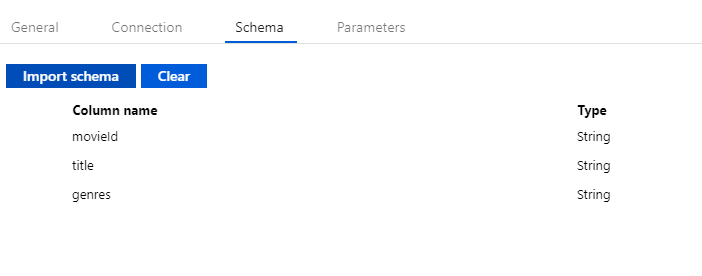 General Connection Schema Parameters
Import schema Clear
Column name Type
movieId String
title String
genres String